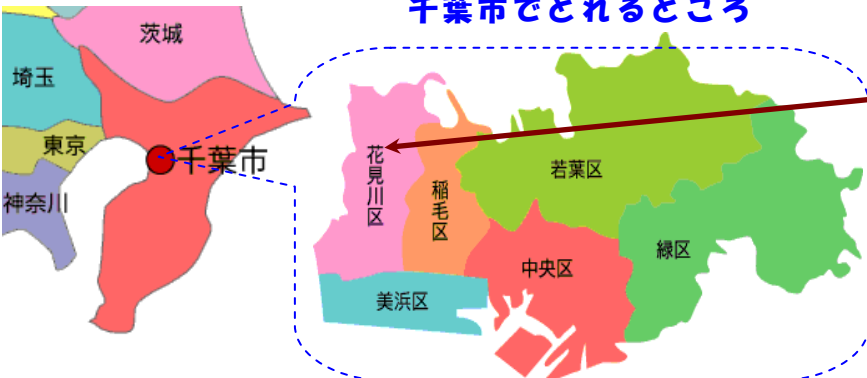 千葉市でとれるところ
茨城
埼玉
東京
千葉市
神奈川
花見川区
稲毛区
若葉区
緑区
中央区
美浜区